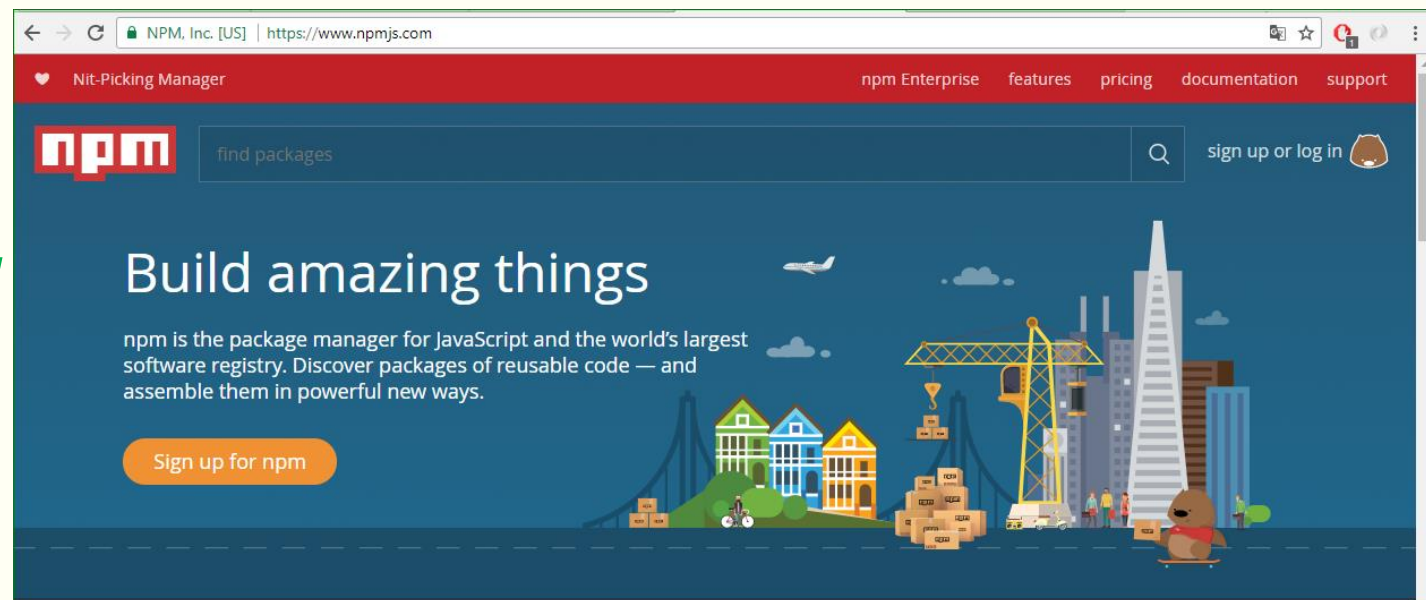 NPM, Inc. [US] | https://www.npmjs.com
1
Nit-Picking Manager
npm Enterprise features pricing documentation support
npm
find packages
sign up or log in
Build amazing things
npm is the package manager for JavaScript and the world's largest
software registry. Discover packages of reusable code — and
assemble them in powerful new ways.
Sign up for npm